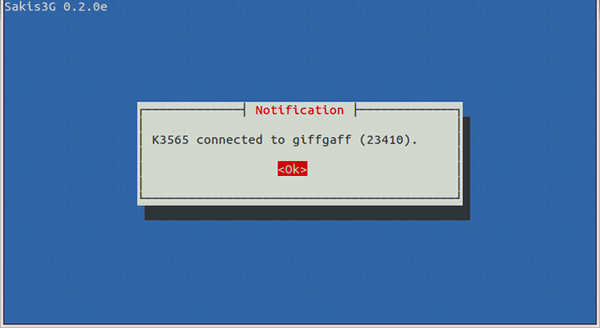 Sakis3G 0.2.0e
Notification
K3565 connected to giffgaff (23410).
<Ok>